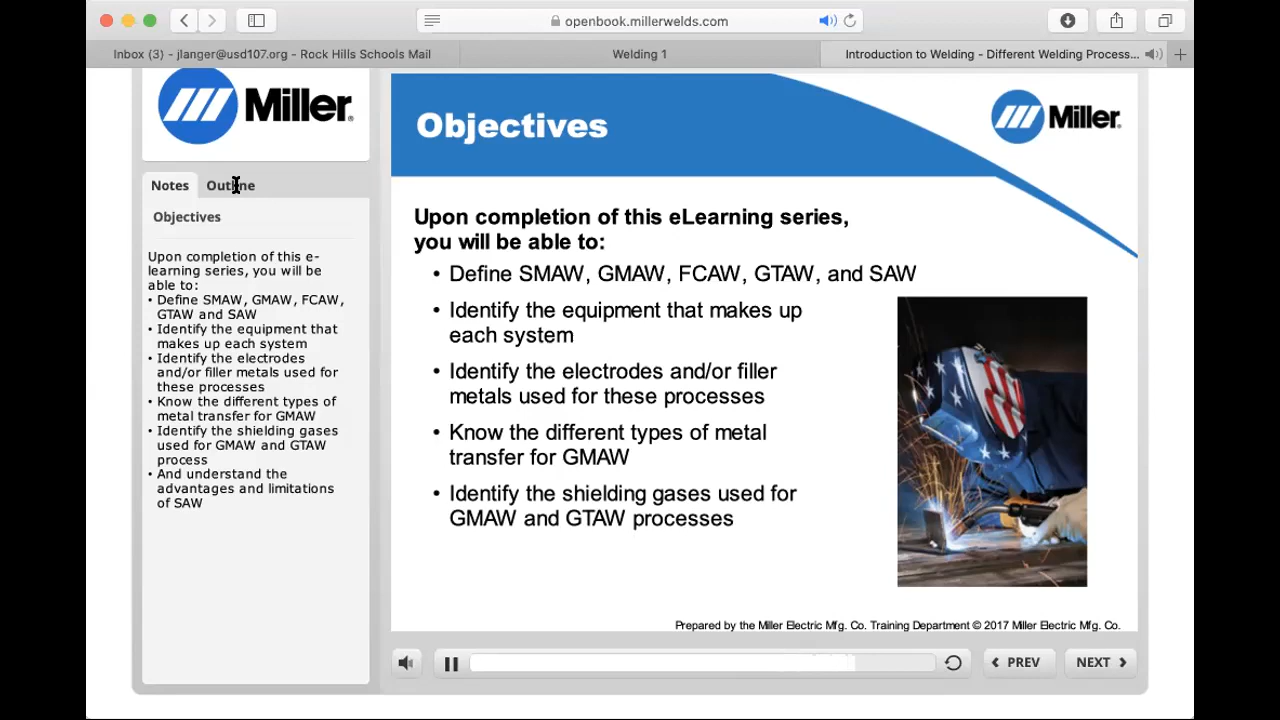 openbook.millerwelds.com
Inbox (3) - jlanger@usd107.org - Rock Hills Schools Mail
Welding 1
Introduction to Welding - Different Welding Process...
Miller®
Notes
Outline
Objectives
Upon completion of this e-
learning series, you will be
able to:
• Define SMAW, GMAW, FCAW,
GTAW and SAW
• Identify the equipment that
makes up each system
• Identify the electrodes
and/or filler metals used for
these processes
• Know the different types of
metal transfer for GMAW
• Identify the shielding gases
used for GMAW and GTAW
process
• And understand the
advantages and limitations
of SAW
Objectives
Miller®
Upon completion of this eLearning series,
you will be able to:
• Define SMAW, GMAW, FCAW, GTAW, and SAW
• Identify the equipment that makes up
each system
• Identify the electrodes and/or filler
metals used for these processes
• Know the different types of metal
transfer for GMAW
• Identify the shielding gases used for
GMAW and GTAW processes
Prepared by the Miller Electric Mfg. Co. Training Department © 2017 Miller Electric Mfg. Co.
PREV
NEXT